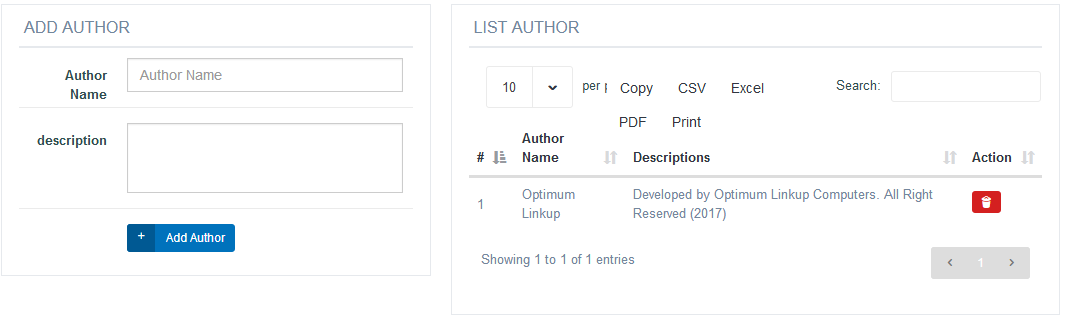 ADD AUTHOR
Author
Name
Author Name
description
+ Add Author
LIST AUTHOR
10
per
Copy CSV Excel
PDF Print
Search:
# Author
Name Descriptions Action
1 Optimum
Linkup
Developed by Optimum Linkup Computers. All Right
Reserved (2017)
Showing 1 to 1 of 1 entries
‹ 1 ›